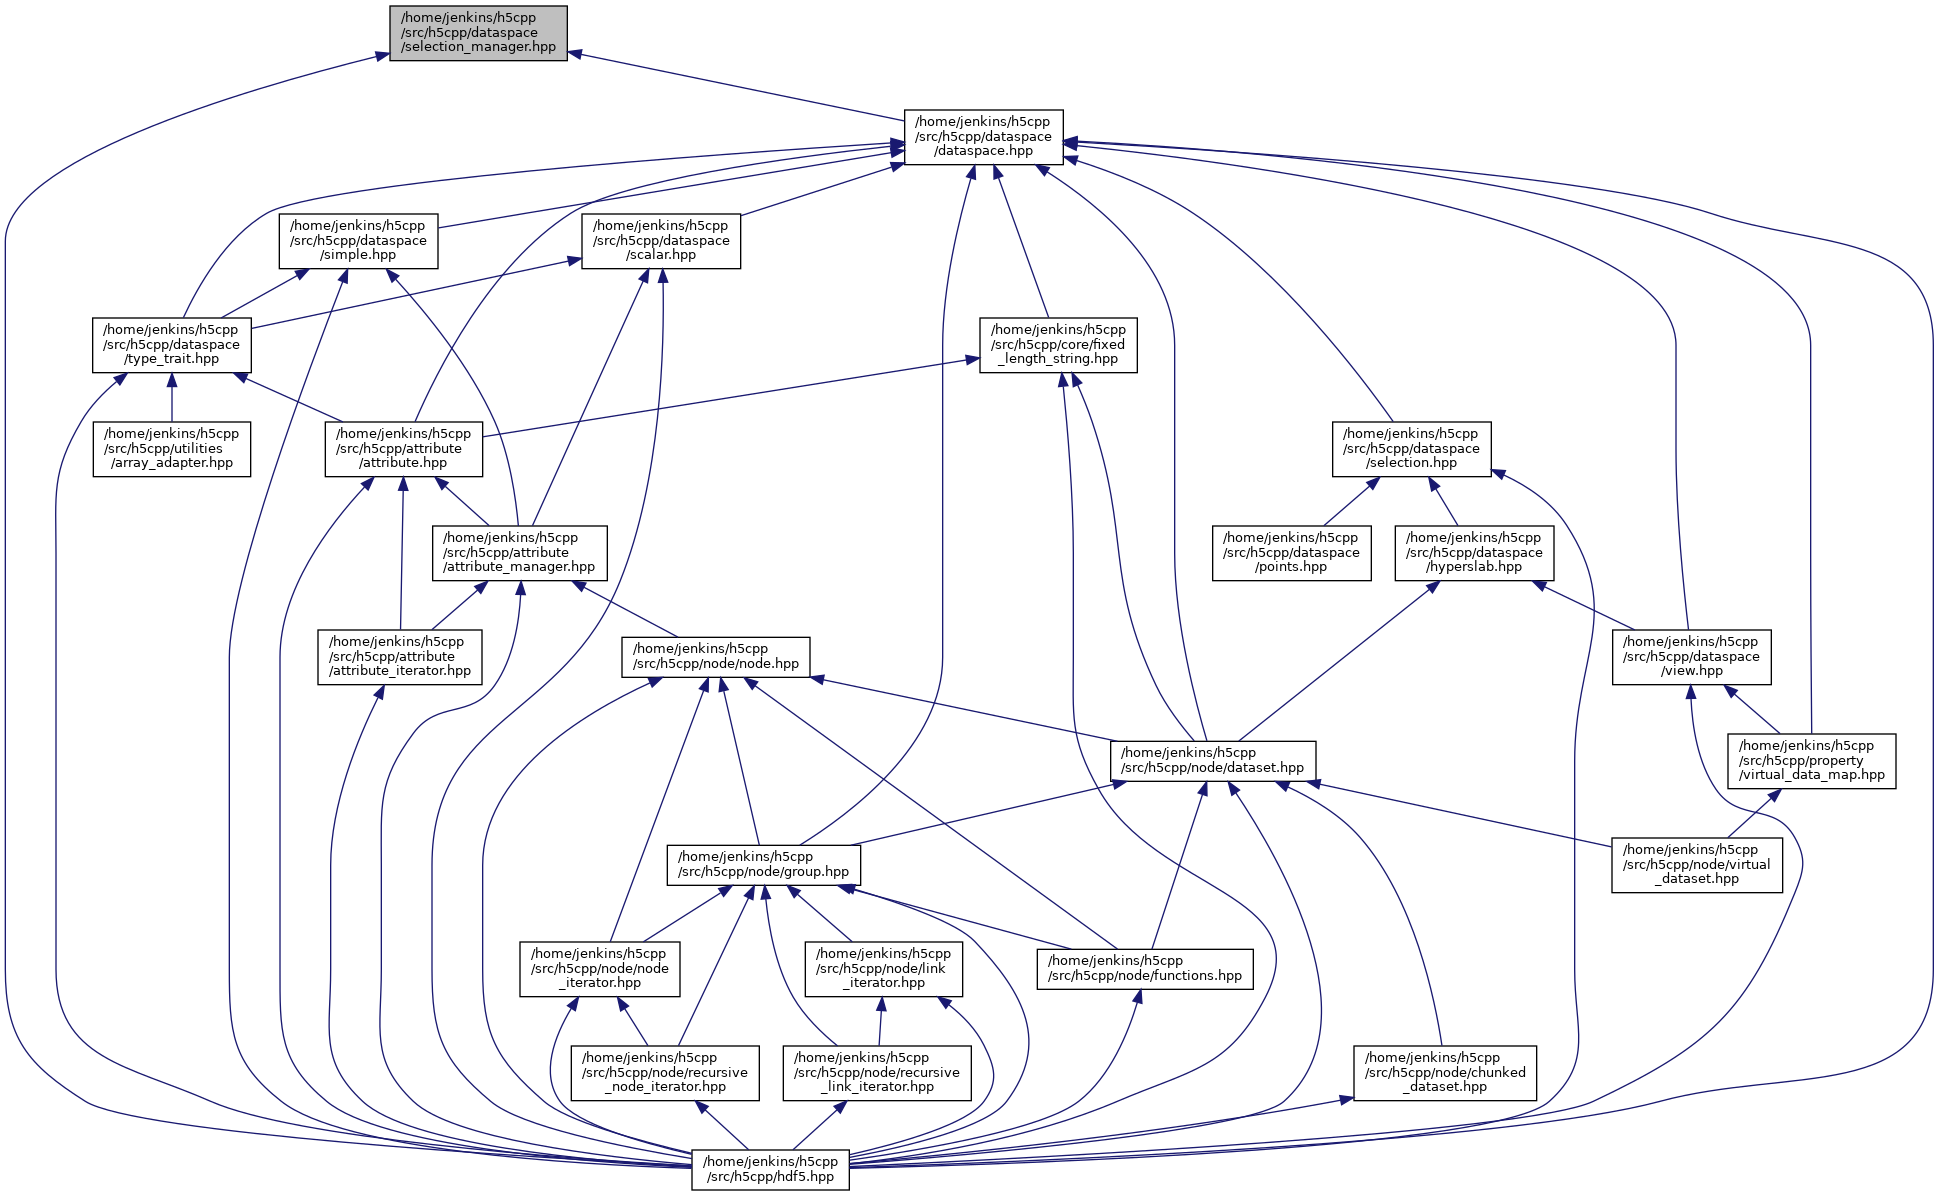 /home/jenkins/h5cpp
/src/h5cpp/dataspace
/selection_manager.hpp
/home/jenkins/h5cpp
/src/h5cpp/dataspace
/dataspace.hpp
/home/jenkins/h5cpp
/src/h5cpp/dataspace
/simple.hpp
/home/jenkins/h5cpp
/src/h5cpp/dataspace
/scalar.hpp
/home/jenkins/h5cpp
/src/h5cpp/dataspace
/type_trait.hpp
/home/jenkins/h5cpp
/src/h5cpp/core/fixed
_length_string.hpp
/home/jenkins/h5cpp
/src/h5cpp/utilities
/array_adapter.hpp
/home/jenkins/h5cpp
/src/h5cpp/attribute
/attribute.hpp
/home/jenkins/h5cpp
/src/h5cpp/dataspace
/selection.hpp
/home/jenkins/h5cpp
/src/h5cpp/attribute
/attribute_manager.hpp
/home/jenkins/h5cpp
/src/h5cpp/dataspace
/points.hpp
/home/jenkins/h5cpp
/src/h5cpp/dataspace
/hyperslab.hpp
/home/jenkins/h5cpp
/src/h5cpp/attribute
/attribute_iterator.hpp
/home/jenkins/h5cpp
/src/h5cpp/node/node.hpp
/home/jenkins/h5cpp
/src/h5cpp/dataspace
/view.hpp
/home/jenkins/h5cpp
/src/h5cpp/node/dataset.hpp
/home/jenkins/h5cpp
/src/h5cpp/property
/virtual_data_map.hpp
/home/jenkins/h5cpp
/src/h5cpp/node/group.hpp
/home/jenkins/h5cpp
/src/h5cpp/node/virtual
_dataset.hpp
/home/jenkins/h5cpp
/src/h5cpp/node/node
_iterator.hpp
/home/jenkins/h5cpp
/src/h5cpp/node/link
_iterator.hpp
/home/jenkins/h5cpp
/src/h5cpp/node/functions.hpp
/home/jenkins/h5cpp
/src/h5cpp/node/recursive
_node_iterator.hpp
/home/jenkins/h5cpp
/src/h5cpp/node/recursive
_link_iterator.hpp
/home/jenkins/h5cpp
/src/h5cpp/node/chunked
_dataset.hpp
/home/jenkins/h5cpp
/src/h5cpp/hdf5.hpp